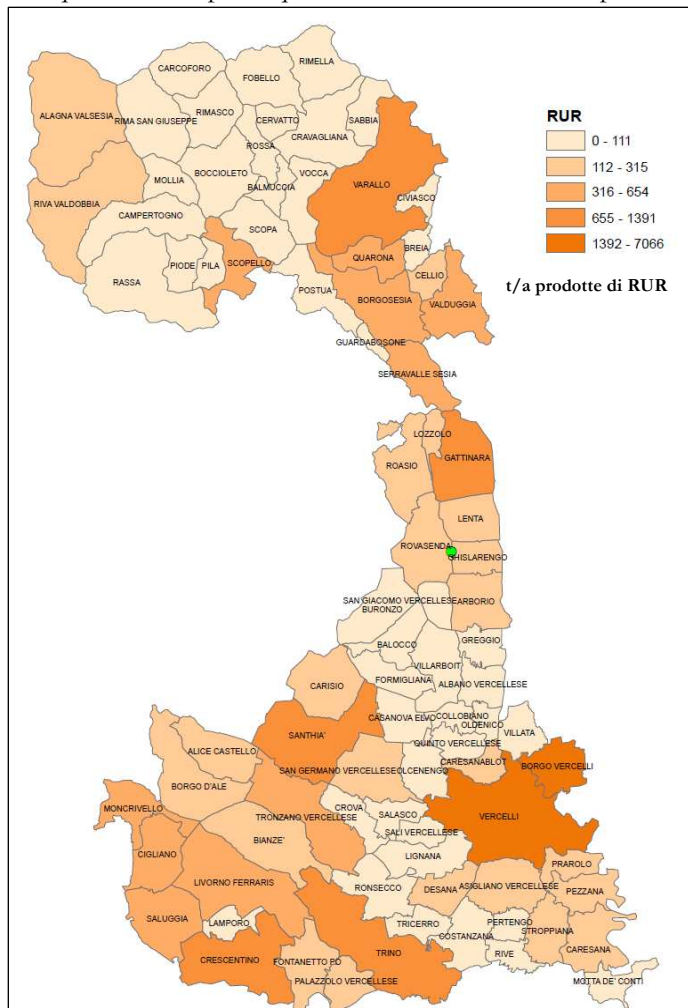 CARCOFORO
FOBELLO
RIMELLA
ALAGNA VALSESIA
RIMA SAN GIUSEPPE
RIMASCO
CERVATTO
SABBIA
CRAVAGLIANA
ROSSA
MOLLIA
BOCCIOLETO
VOCCA
BALMUCCIA
VARALLO
RIVA VALDOBBIA
CIVIASCO
CAMPERTOGNO
SCOPA
BREIA
QUARONA
PIODE
PILA
SCOPELLO
CELLIO
RASSA
POSTUA
BORGOSESIA
VALDUGGIA
GUARDABOSONE
SERRAVALLE SESIA
RUR
0 - 111
112 - 315
316 - 654
655 - 1391
1392 - 7066
t/a prodotte di RUR
LOZZOLO
GATTINARA
ROASIO
LENTA
ROVASENDA
GHISLARENGO
SAN GIACOMO VERCELLESE
ARBORIO
BURONZO
GREGGIO
BALOCCO
VILLARBOIT
FORMIGLIANA
ALBANO VERCELLESE
CARISIO
CASANOVA ELVO
COLLOBIANO
OLDENICO
VILLATA
SANTHIA'
QUINTO VERCELLESE
ALICE CASTELLO
CARESANABLOT
BORGO VERCELLI
SAN GERMANO VERCELLESE
OLCENENGO
BORGO D'ALE
MONCRIVELLO
CROVA
SALASCO
TRONZANO VERCELLESE
VERCELLI
SALI VERCELLESE
BIANZE'
CIGLIANO
LIGNANA
PRAROLO
LIVORNO FERRARIS
RONSECCO
DESANA
ASIGLIANO VERCELLESE
PEZZANA
SALUGGIA
LAMPORO
TRICERRO
PERTENGO
COSTANZANA
STROPPIANA
CRESCENTINO
FONTANETTO PO
TRINO
RIVE
CARESANA
PALAZZOLO VERCELLESE
MOTTA DE' CONTI